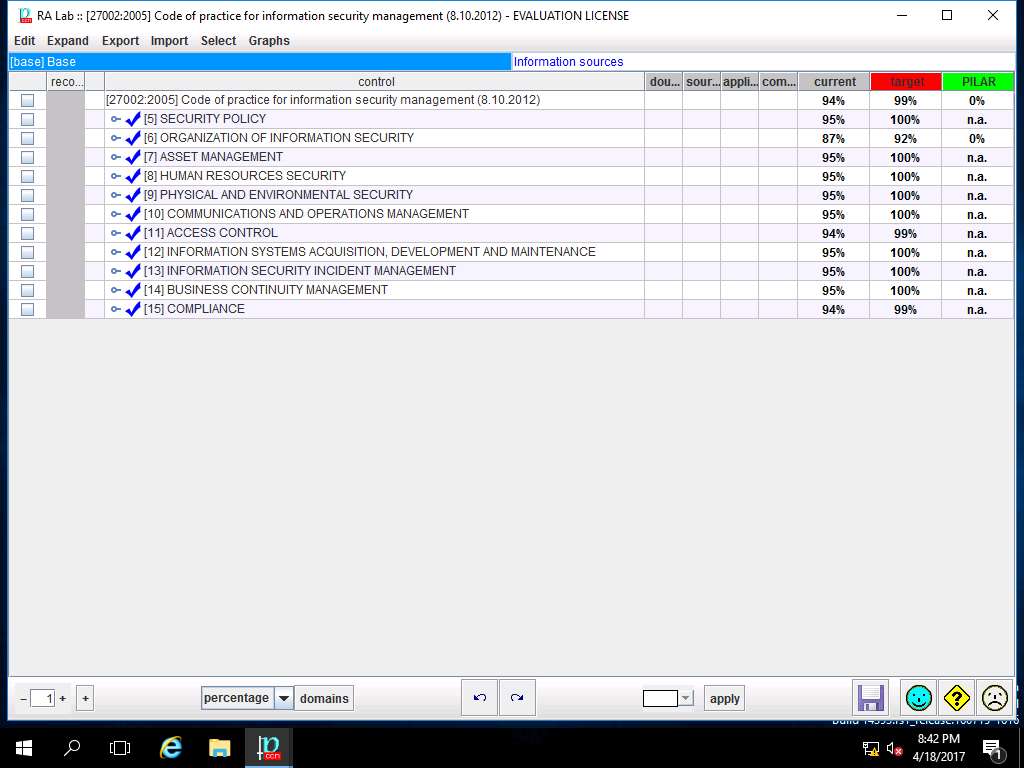 RA Lab :: [27002:2005] Code of practice for information security management (8.10.2012) - EVALUATION LICENSE
Edit Expand Export Import Select Graphs
[base] Base Information sources
reco... control dou... sour... appli... com... current target PILAR
[27002:2005] Code of practice for information security management (8.10.2012) 94% 99% 0%
[5] SECURITY POLICY 95% 100% n.a.
[6] ORGANIZATION OF INFORMATION SECURITY 87% 92% 0%
[7] ASSET MANAGEMENT 95% 100% n.a.
[8] HUMAN RESOURCES SECURITY 95% 100% n.a.
[9] PHYSICAL AND ENVIRONMENTAL SECURITY 95% 100% n.a.
[10] COMMUNICATIONS AND OPERATIONS MANAGEMENT 95% 100% n.a.
[11] ACCESS CONTROL 94% 99% n.a.
[12] INFORMATION SYSTEMS ACQUISITION, DEVELOPMENT AND MAINTENANCE 95% 100% n.a.
[13] INFORMATION SECURITY INCIDENT MANAGEMENT 95% 100% n.a.
[14] BUSINESS CONTINUITY MANAGEMENT 95% 100% n.a.
[15] COMPLIANCE 94% 99% n.a.
− 1 + + percentage domains apply
8:42 PM
4/18/2017
1